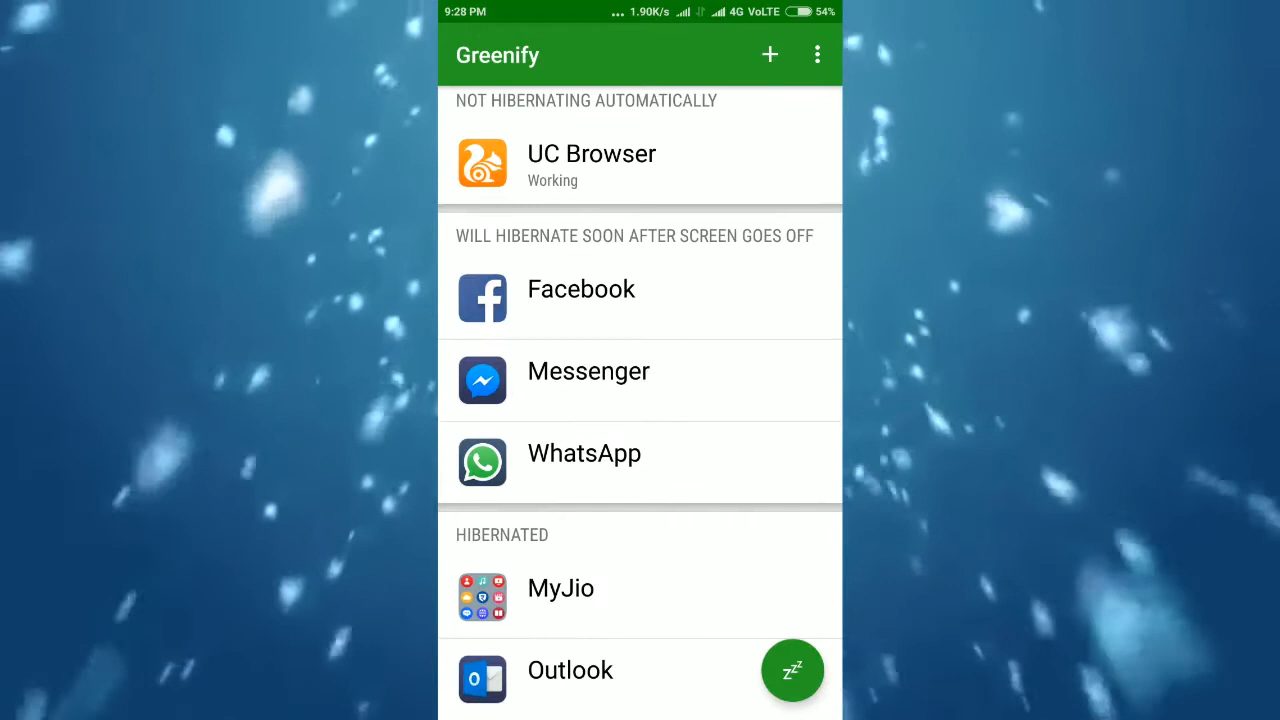 9:28 PM ... 1.90K/s 4G VoLTE 54%
Greenify
NOT HIBERNATING AUTOMATICALLY
UC Browser
Working
WILL HIBERNATE SOON AFTER SCREEN GOES OFF
Facebook
Messenger
WhatsApp
HIBERNATED
MyJio
Outlook
zzz